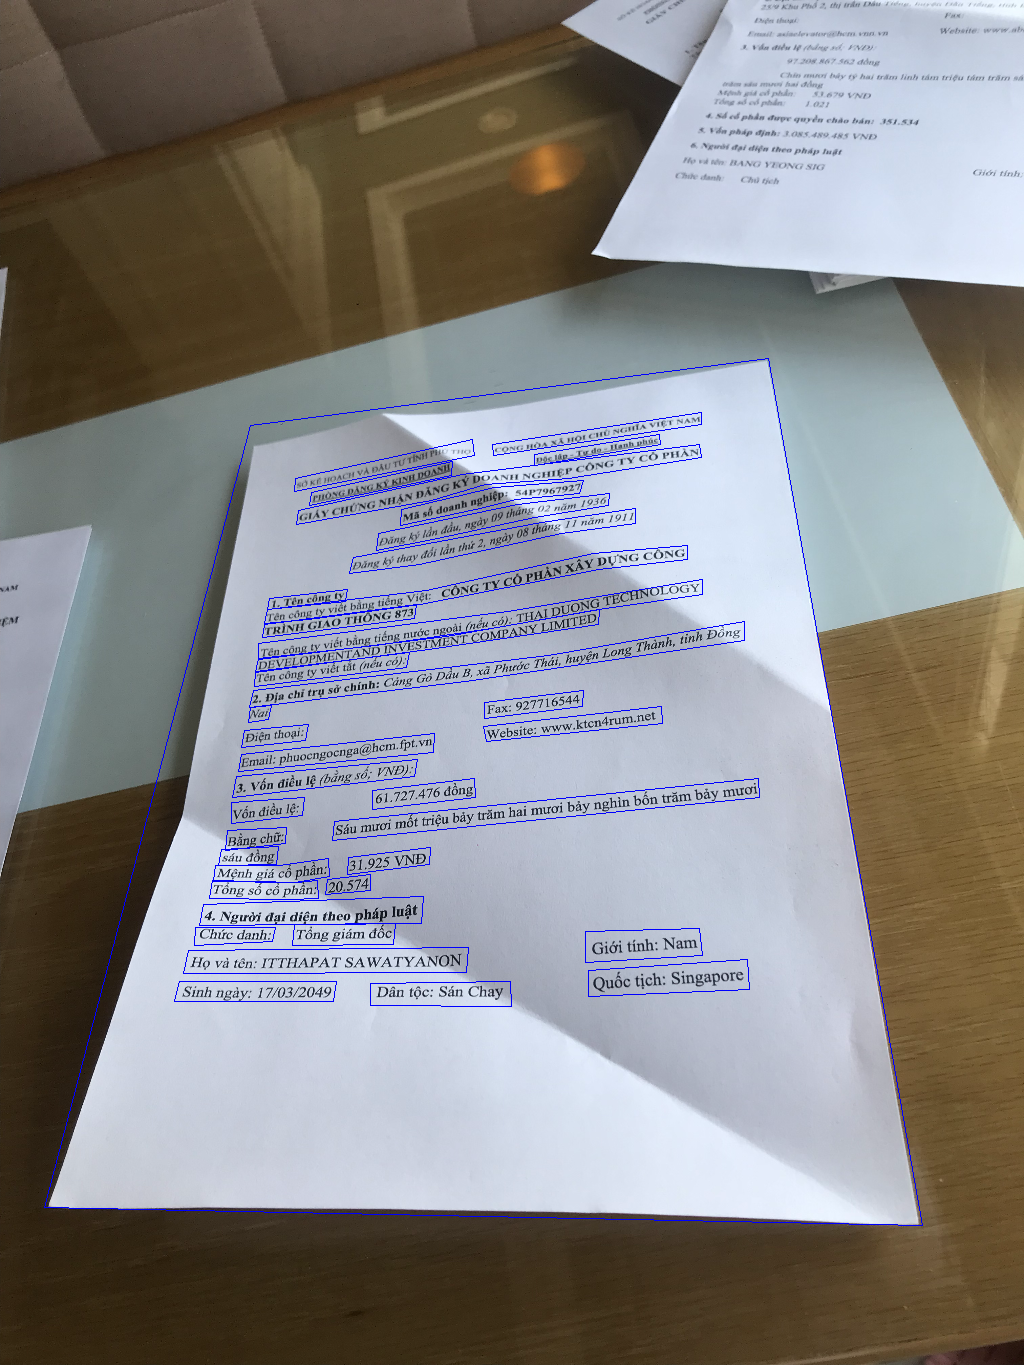 25/9 Khu Phố 2, thị trấn Dầu Tiếng, huyện Dầu Tiếng, tỉnh
Điện thoại: Fax:
Email: asiaelevator@hcm.vnn.vn Website: www.
3. Vốn điều lệ (bằng số, VNĐ):
97.208.867.562 đồng
Chín mươi bảy tỷ hai trăm linh tám triệu tám trăm
trăm sáu mươi hai đồng
Mệnh giá cổ phần: 53.679 VNĐ
Tổng số cổ phần: 1.021
4. Số cổ phần được quyền chào bán: 351.534
5. Vốn pháp định: 3.085.489.485 VNĐ
6. Người đại diện theo pháp luật
Họ và tên: BANG YEONG SIG Giới tính:
Chức danh: Chủ tịch
NAM
SỞ KẾ HOẠCH VÀ ĐẦU TƯ TỈNH PHÚ THỌ CỘNG HÒA XÃ HỘI CHỦ NGHĨA VIỆT NAM
PHÒNG ĐĂNG KÝ KINH DOANH Độc lập - Tự do - Hạnh phúc
GIẤY CHỨNG NHẬN ĐĂNG KÝ DOANH NGHIỆP CÔNG TY CỔ PHẦN
Mã số doanh nghiệp: 54P7967927
Đăng ký lần đầu, ngày 09 tháng 02 năm 1936
Đăng ký thay đổi lần thứ 2, ngày 08 tháng 11 năm 1911
1. Tên công ty
Tên công ty viết bằng tiếng Việt: CÔNG TY CỔ PHẦN XÂY DỰNG CÔNG
TRÌNH GIAO THÔNG 873
Tên công ty viết bằng tiếng nước ngoài (nếu có): THAI DUONG TECHNOLOGY
DEVELOPMENTAND INVESTMENT COMPANY LIMITED
Tên công ty viết tắt (nếu có):
2. Địa chỉ trụ sở chính: Cảng Gò Dầu B, xã Phước Thái, huyện Long Thành, tỉnh Đồng
Nai
Điện thoại: Fax: 927716544
Email: phuocngocnga@hcm.fpt.vn Website: www.ktcn4rum.net
3. Vốn điều lệ (bằng số; VNĐ):
Vốn điều lệ: 61.727.476 đồng
Bằng chữ: Sáu mươi mốt triệu bảy trăm hai mươi bảy nghìn bốn trăm bảy mươi
sáu đồng
Mệnh giá cổ phần: 31.925 VNĐ
Tổng số cổ phần: 20.574
4. Người đại diện theo pháp luật
Chức danh: Tổng giám đốc
Họ và tên: ITTHAPAT SAWATYANON Giới tính: Nam
Sinh ngày: 17/03/2049 Dân tộc: Sán Chay Quốc tịch: Singapore